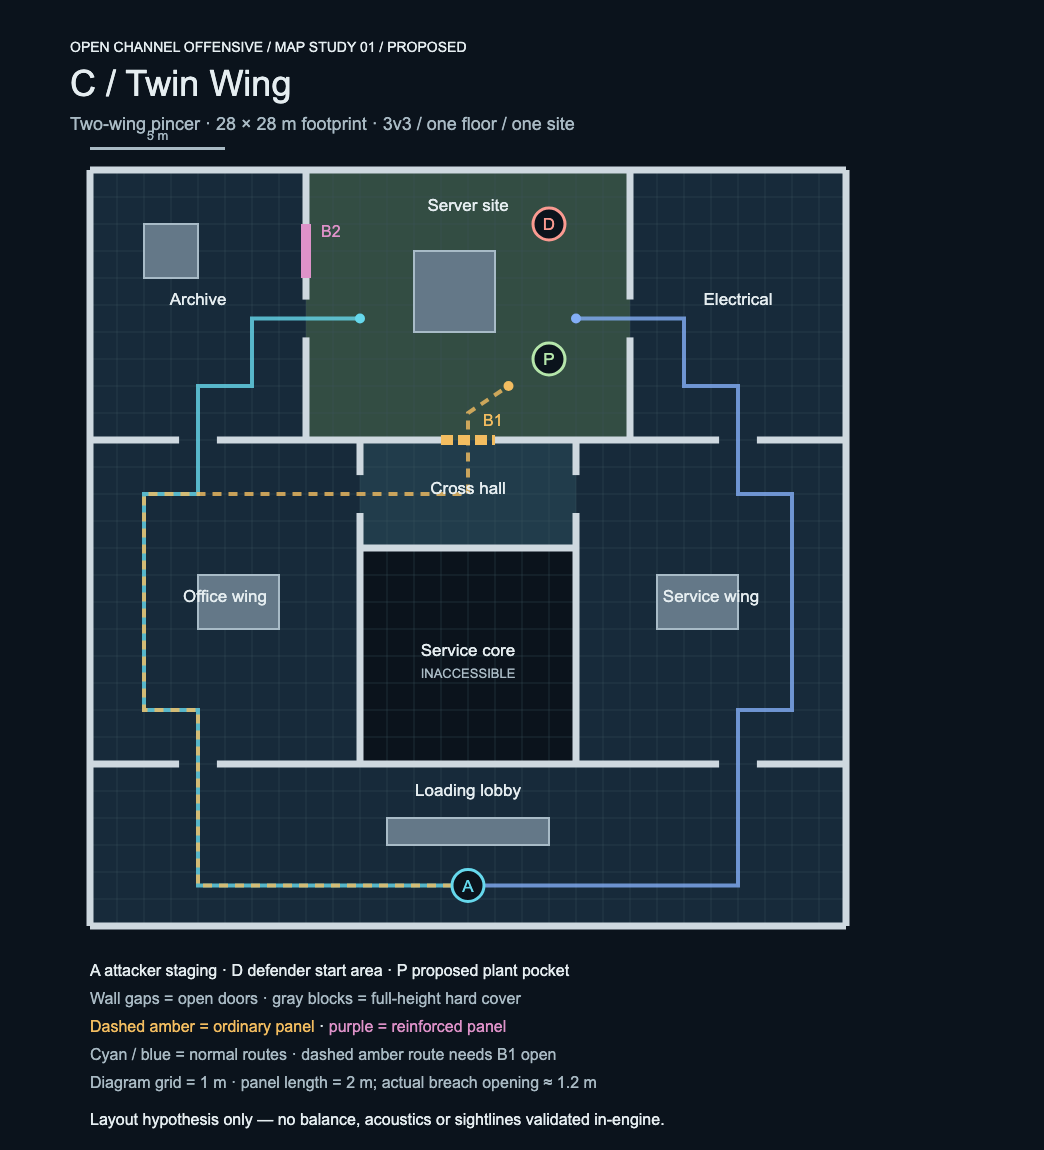 OPEN CHANNEL OFFENSIVE / MAP STUDY 01 / PROPOSED
C / Twin Wing
Two-wing pincer · 28 × 28 m footprint · 3v3 / one floor / one site
5 m
Server site
D
B2
Archive
Electrical
P
B1
Cross hall
Office wing
Service wing
Service core
INACCESSIBLE
Loading lobby
A
A attacker staging · D defender start area · P proposed plant pocket
Wall gaps = open doors · gray blocks = full-height hard cover
Dashed amber = ordinary panel · purple = reinforced panel
Cyan / blue = normal routes · dashed amber route needs B1 open
Diagram grid = 1 m · panel length = 2 m; actual breach opening ≈ 1.2 m
Layout hypothesis only — no balance, acoustics or sightlines validated in-engine.